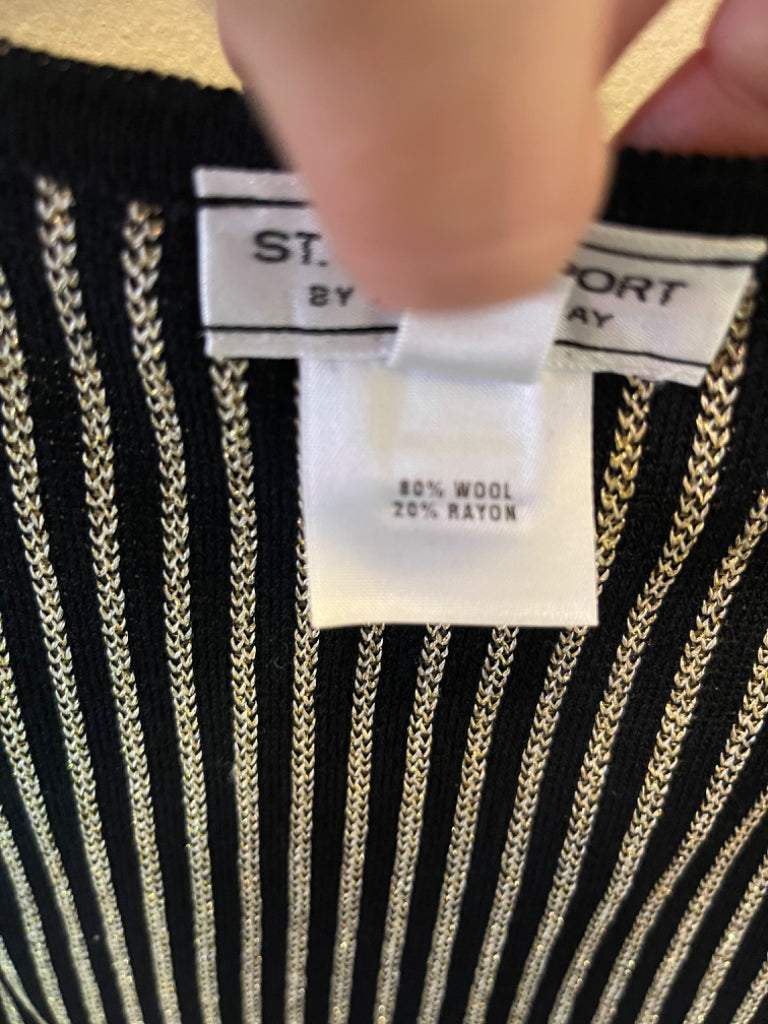 ST. PORT
BY AY
80% WOOL
20% RAYON